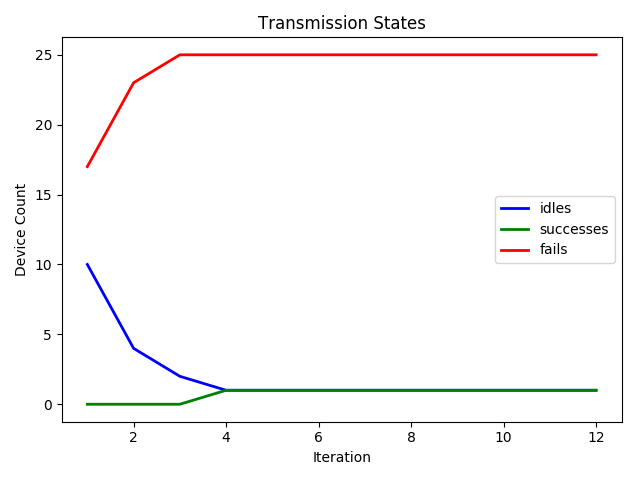 Transmission States
25
20
15
10
5
0
Device Count
idles
successes
fails
2 4 6 8 10 12
Iteration